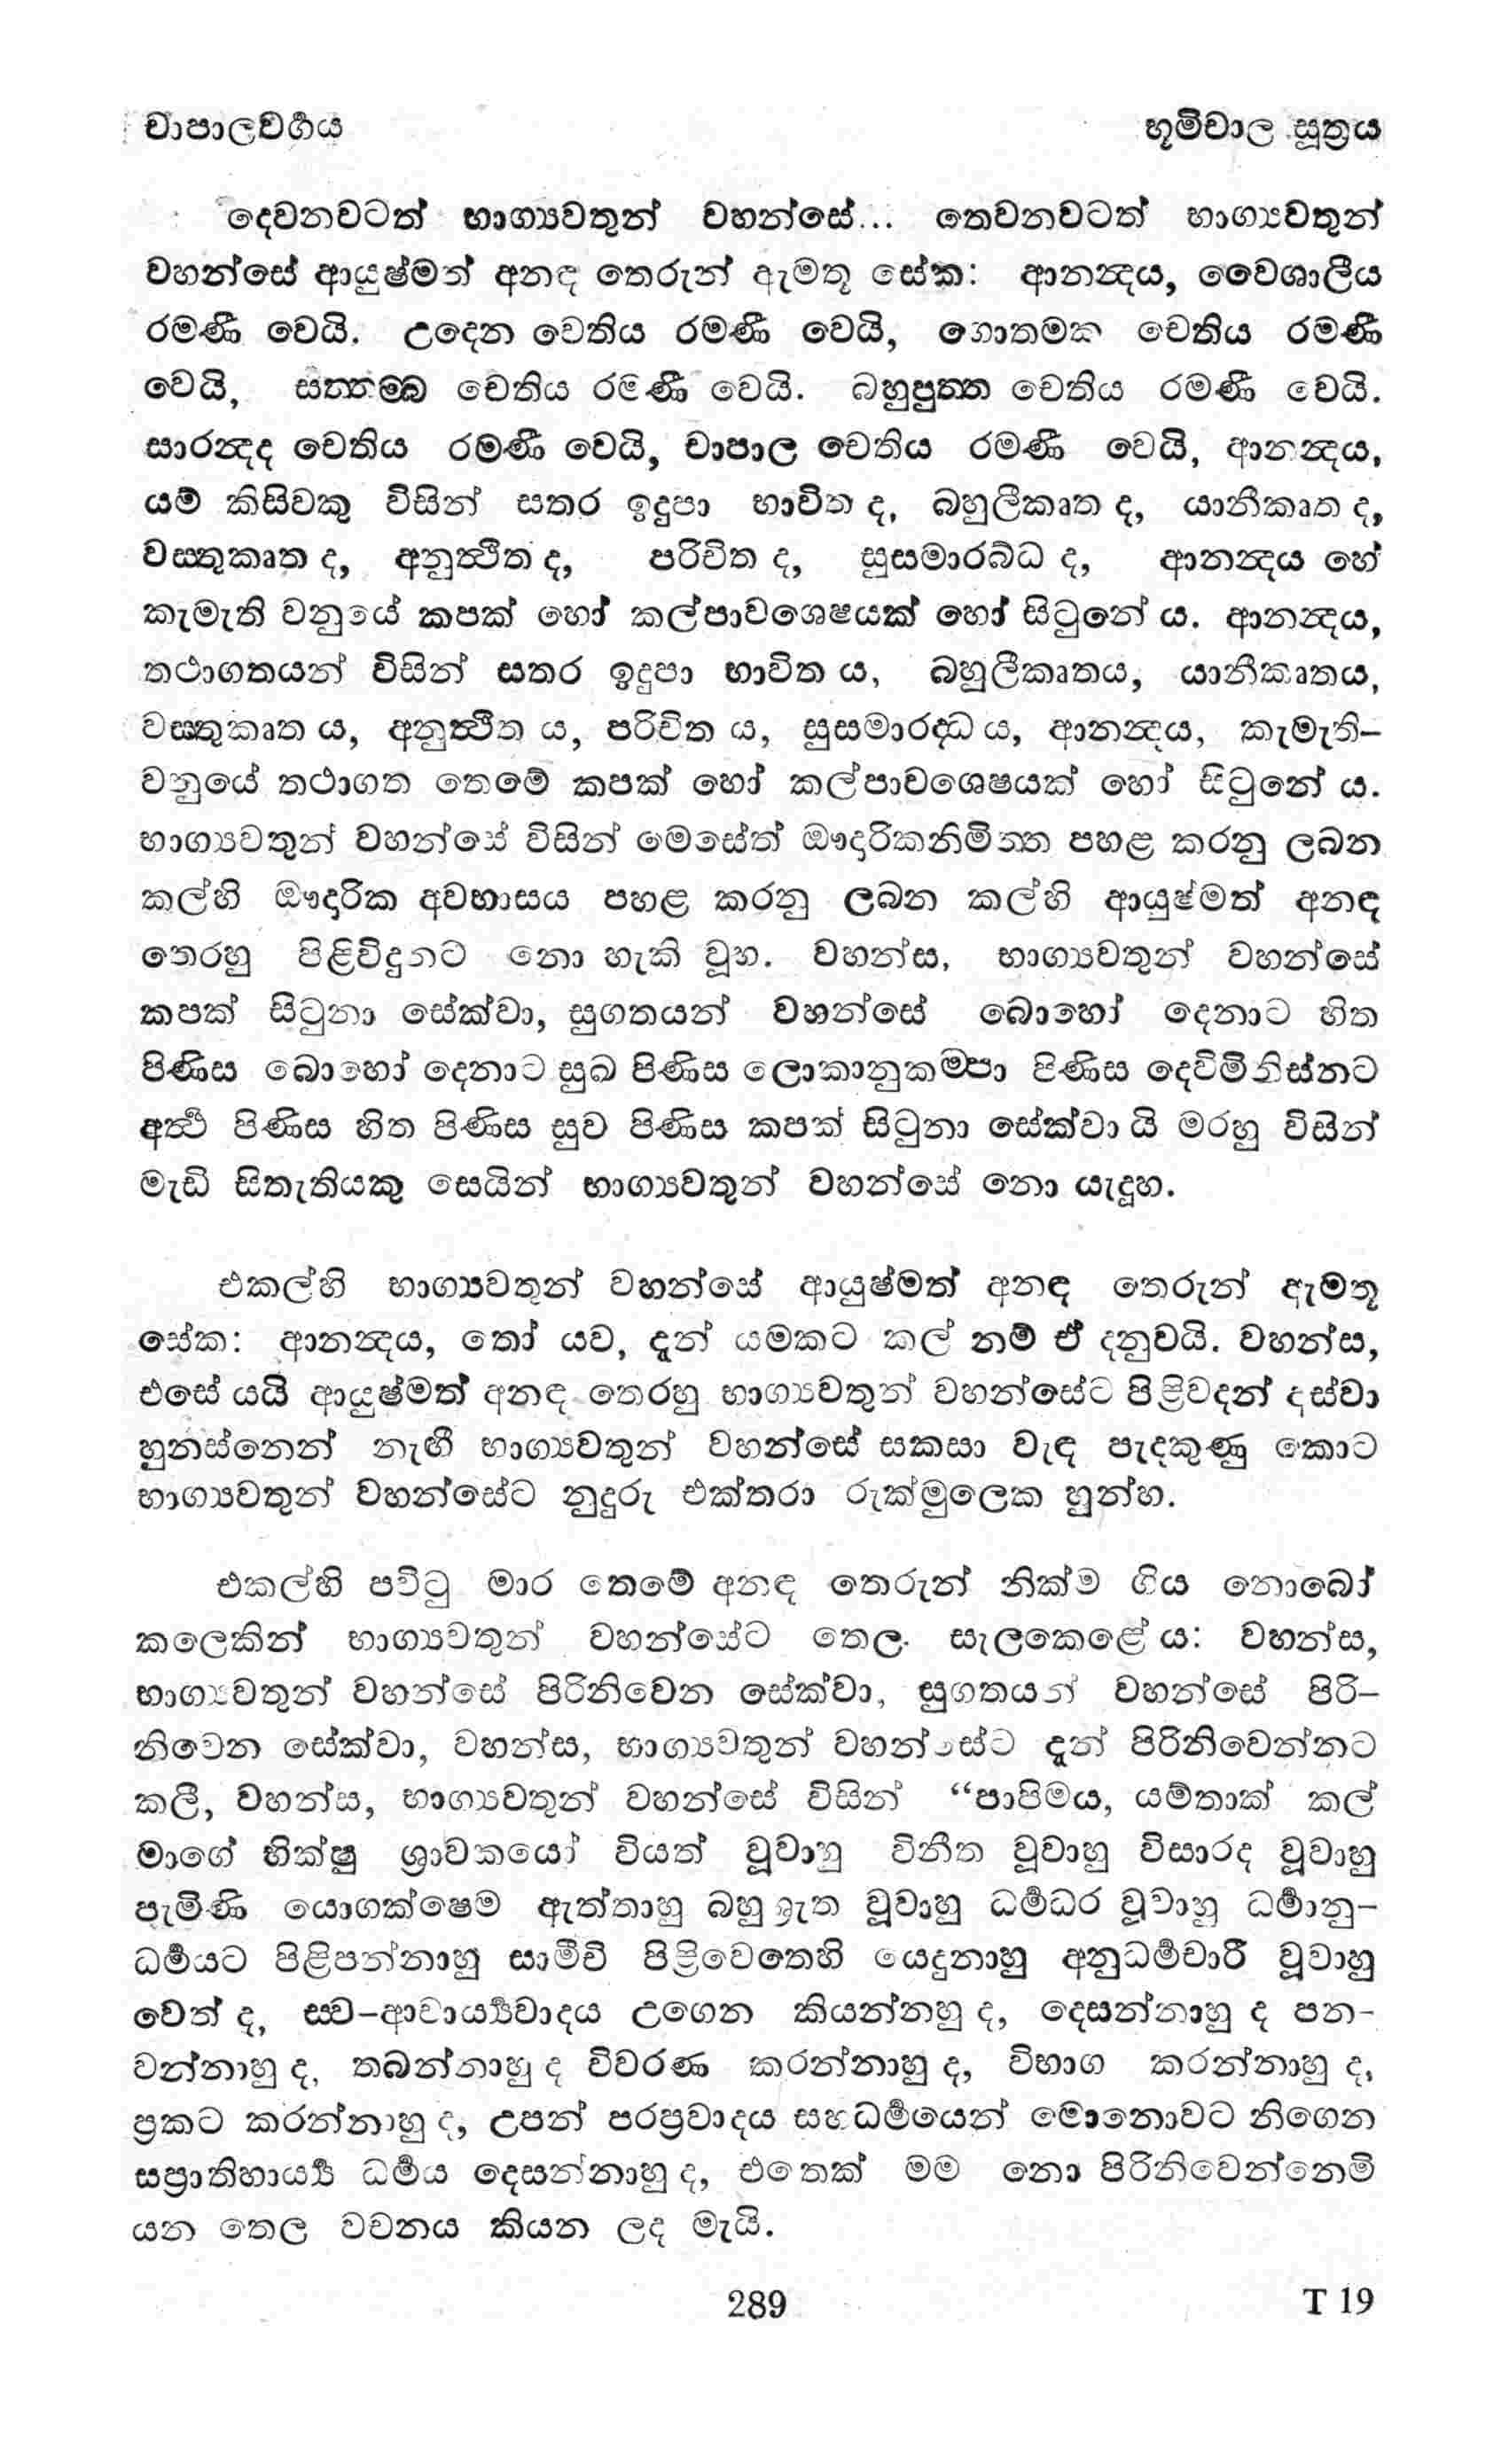 චාපාලවර්‍ගය භූමිචාල සූත්‍රය
දෙවනවටත් භාග්‍යවතුන් වහන්සේ... තෙවනවටත් භාග්‍යවතුන්
වහන්සේ ආයුෂ්මත් අනඳ තෙරුන් ඇමතූ සේක: ආනන්‍දය, වෛශාලීය
රමණී වෙයි. උදෙන චෙතිය රමණී වෙයි, ගොතමක චෙතිය රමණී
වෙයි, සත්තම්බ චෙතිය රමණී වෙයි. බහුපුත්ත චෙතිය රමණී වෙයි.
සාරන්‍දද චෙතිය රමණී වෙයි, චාපාල චෙතිය රමණී වෙයි, ආනන්‍දය,
යම් කිසිවකු විසින් සතර ඉදුපා භාවිත ද, බහුලීකෘත ද, යානීකෘත ද,
වස්තුකෘත ද, අනුත්‍ථිත ද, පරිචිත ද, සුසමාරබ්ධ ද, ආනන්‍දය හේ
කැමැති වනුයේ කපක් හෝ කල්පාවශෙෂයක් හෝ සිටුනේ ය. ආනන්‍දය,
තථාගතයන් විසින් සතර ඉදුපා භාවිත ය, බහුලීකෘතය, යානීකෘතය,
වස්තුකෘත ය, අනුත්‍ථිත ය, පරිචිත ය, සුසමාරද්‍ධ ය, ආනන්‍දය, කැමැති–
වනුයේ තථාගත තෙමේ කපක් හෝ කල්පාවශෙෂයක් හෝ සිටුනේ ය.
භාග්‍යවතුන් වහන්සේ විසින් මෙසේත් ඖදාරිකනිමිත්ත පහළ කරනු ලබන
කල්හි ඖදාරික අවභාසය පහළ කරනු ලබන කල්හි ආයුෂ්මත් අනඳ
තෙරහු පිළිවිදුනට නො හැකි වූහ. වහන්ස, භාග්‍යවතුන් වහන්සේ
කපක් සිටුනා සේක්වා, සුගතයන් වහන්සේ බොහෝ දෙනාට හිත
පිණිස බොහෝ දෙනාට සුඛ පිණිස ලොකානුකම්පා පිණිස දෙවිමිනිස්නට
අර්‍ත්‍ථ පිණිස හිත පිණිස සුව පිණිස කපක් සිටුනා සේක්වා යි මරහු විසින්
මැඩි සිතැතියකු සෙයින් භාග්‍යවතුන් වහන්සේ නො යැදූහ.
එකල්හි භාග්‍යවතුන් වහන්සේ ආයුෂ්මත් අනඳ තෙරුන් ඇමතූ
සේක: ආනන්‍දය, තෝ යව, දැන් යමකට කල් නම් ඒ දනුවයි. වහන්ස,
එසේ යයි ආයුෂ්මත් අනඳ තෙරහු භාග්‍යවතුන් වහන්සේට පිළිවදන් දස්වා
හුනස්නෙන් නැඟී භාග්‍යවතුන් වහන්සේ සකසා වැඳ පැදකුණු කොට
භාග්‍යවතුන් වහන්සේට නුදුරු එක්තරා රුක්මුලෙක හුන්හ.
එකල්හි පවිටු මාර තෙමේ අනඳ තෙරුන් නික්ම ගිය නොබෝ
කලෙකින් භාග්‍යවතුන් වහන්සේට තෙල සැලකෙළේ ය: වහන්ස,
භාග්‍යවතුන් වහන්සේ පිරිනිවෙන සේක්වා, සුගතයන් වහන්සේ පිරි–
නිවෙන සේක්වා, වහන්ස, භාග්‍යවතුන් වහන්සේට දැන් පිරිනිවෙන්නට
කලී, වහන්ස, භාග්‍යවතුන් වහන්සේ විසින් “පාපිමය, යම්තාක් කල්
මාගේ භික්ෂු ශ්‍රාවකයෝ වියත් වූවාහු විනීත වූවාහු විසාරද වූවාහු
පැමිණි යොගක්ෂෙම ඇත්තාහු බහුශ්‍රැත වූවාහු ධර්‍මධර වූවාහු ධර්‍මානු–
ධර්‍මයට පිළිපන්නාහු සාමීචි පිළිවෙතෙහි යෙදුනාහු අනුධර්‍මචාරී වූවාහු
වෙත් ද, ස්ව–ආචාර්‍ය්‍යවාදය උගෙන කියන්නහු ද, දෙසන්නාහු ද පන–
වන්නාහු ද, තබන්නාහු ද විවරණ කරන්නාහු ද, විභාග කරන්නාහු ද,
ප්‍රකට කරන්නාහු ද, උපන් පරප්‍රවාදය සහධර්‍මයෙන් මොනොවට නිගෙන
සප්‍රාතිහාර්‍ය්‍ය ධර්‍මය දෙසන්නාහු ද, එතෙක් මම නො පිරිනිවෙන්නෙමි
යන තෙල වචනය කියන ලද මැයි.
289 T 19